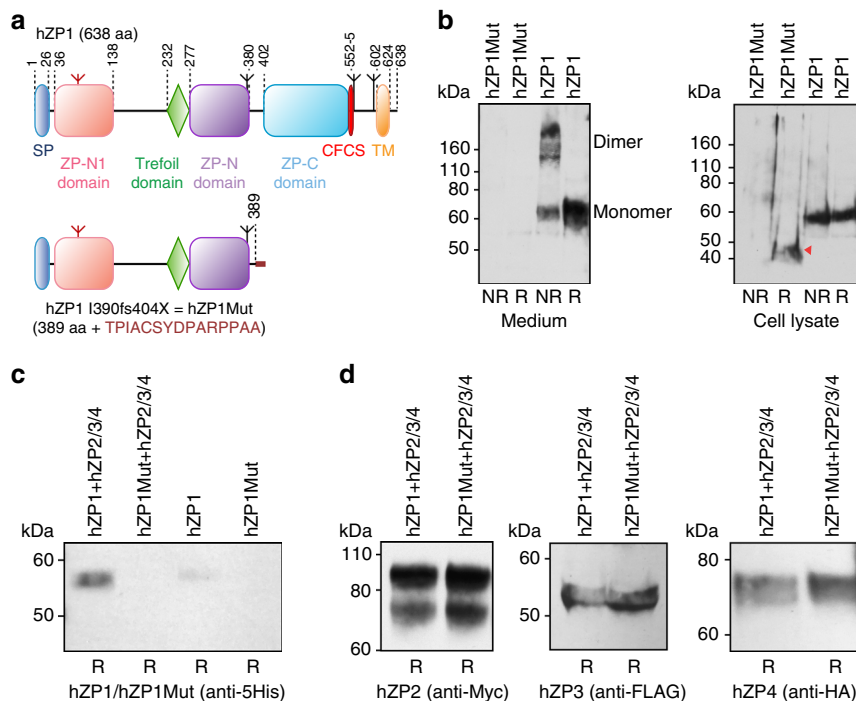 a
hZP1 (638 aa)
1
26
36
138
232
277
380
402
552-5
602
624
638
SP
ZP-N1
domain
Trefoil
domain
ZP-N
domain
ZP-C
domain
CFCS
TM
389
hZP1 I390fs404X = hZP1Mut
(389 aa + TPIACSYDPARPPAA)
b
hZP1Mut
hZP1Mut
hZP1
hZP1
kDa
160
110
80
60
50
Dimer
Monomer
NR R NR R
Medium
hZP1Mut
hZP1Mut
hZP1
hZP1
kDa
160
110
80
60
50
40
NR R NR R
Cell lysate
c
hZP1+hZP2/3/4
hZP1Mut+hZP2/3/4
hZP1
hZP1Mut
kDa
60
50
R R R R
hZP1/hZP1Mut (anti-5His)
d
hZP1+hZP2/3/4
hZP1Mut+hZP2/3/4
kDa
110
80
60
R R
hZP2 (anti-Myc)
hZP1+hZP2/3/4
hZP1Mut+hZP2/3/4
kDa
60
50
R R
hZP3 (anti-FLAG)
hZP1+hZP2/3/4
hZP1Mut+hZP2/3/4
kDa
80
60
R R
hZP4 (anti-HA)